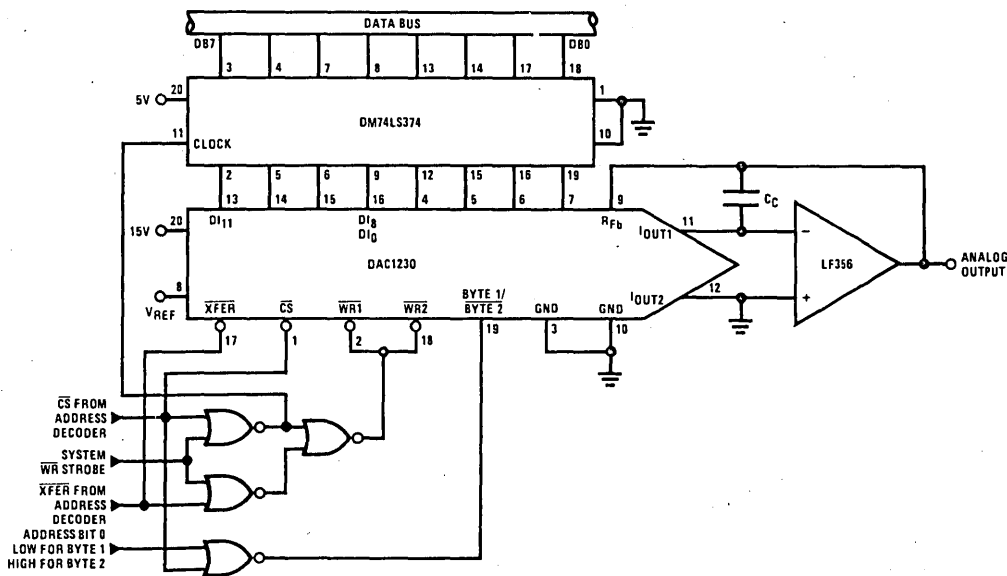 DATA BUS
DB7 DB0
3 4 7 8 13 14 17 18
5V 20 1
DM74LS374
11 CLOCK 10
2 5 6 9 12 15 16 19
13 14 15 16 4 5 6 7 9
DI11 DI8 RFb
DI0
15V 20 IOUT1 11 CC
DAC1230 LF356 ANALOG
OUTPUT
VREF 8 IOUT2 12
BYTE 1/
XFER CS WR1 WR2 BYTE 2 GND GND
17 1 2 18 19 3 10
CS FROM
ADDRESS
DECODER
SYSTEM
WR STROBE
XFER FROM
ADDRESS
DECODER
ADDRESS BIT 0
LOW FOR BYTE 1
HIGH FOR BYTE 2